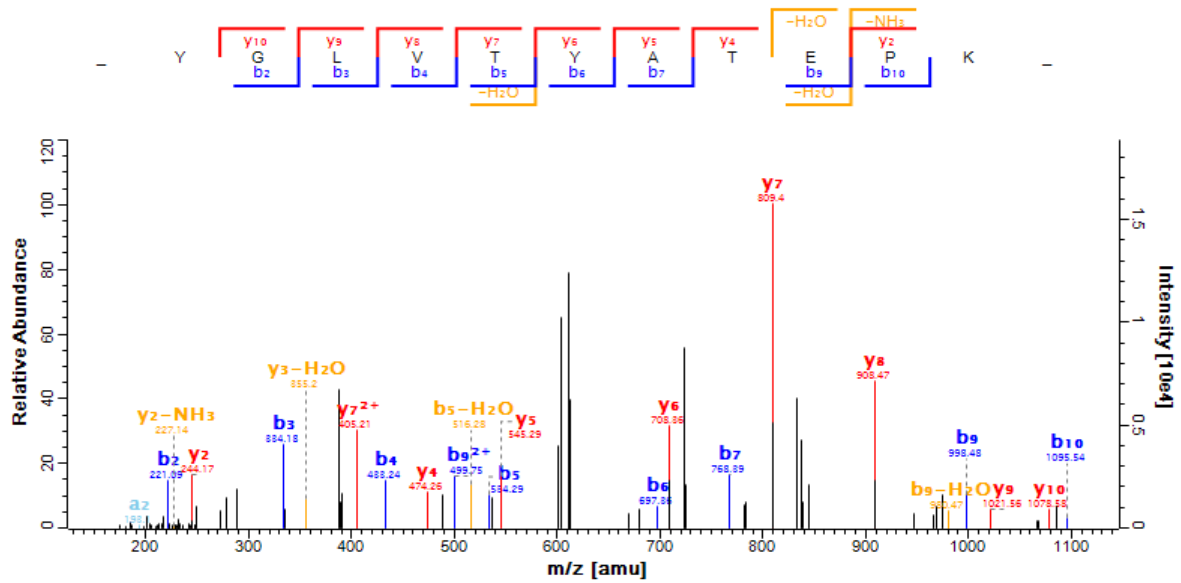 –H₂O –NH₃
y₁₀ y₉ y₈ y₇ y₆ y₅ y₄ y₂
_ Y G L V T Y A T E P K _
b₂ b₃ b₄ b₅ b₆ b₇ b₉ b₁₀
–H₂O –H₂O
Relative Abundance
120
100
80
60
40
20
0
y₇
809.4
y₈
908.47
y₃–H₂O
355.2
y₂–NH₃
227.14
b₂
221.09
y₂
244.17
a₂
b₃
334.18
y₇²⁺
405.21
b₄
433.24
y₄
474.26
b₅–H₂O
516.28
b₉²⁺
499.75
b₅
534.29
y₅
545.29
y₆
708.36
b₆
697.36
b₇
768.39
b₉
998.48
b₉–H₂O
980.47
y₉
1021.56
y₁₀
1078.58
b₁₀
1095.54
200 300 400 500 600 700 800 900 1000 1100
m/z [amu]
1.5
1
0.5
0
Intensity [10e4]